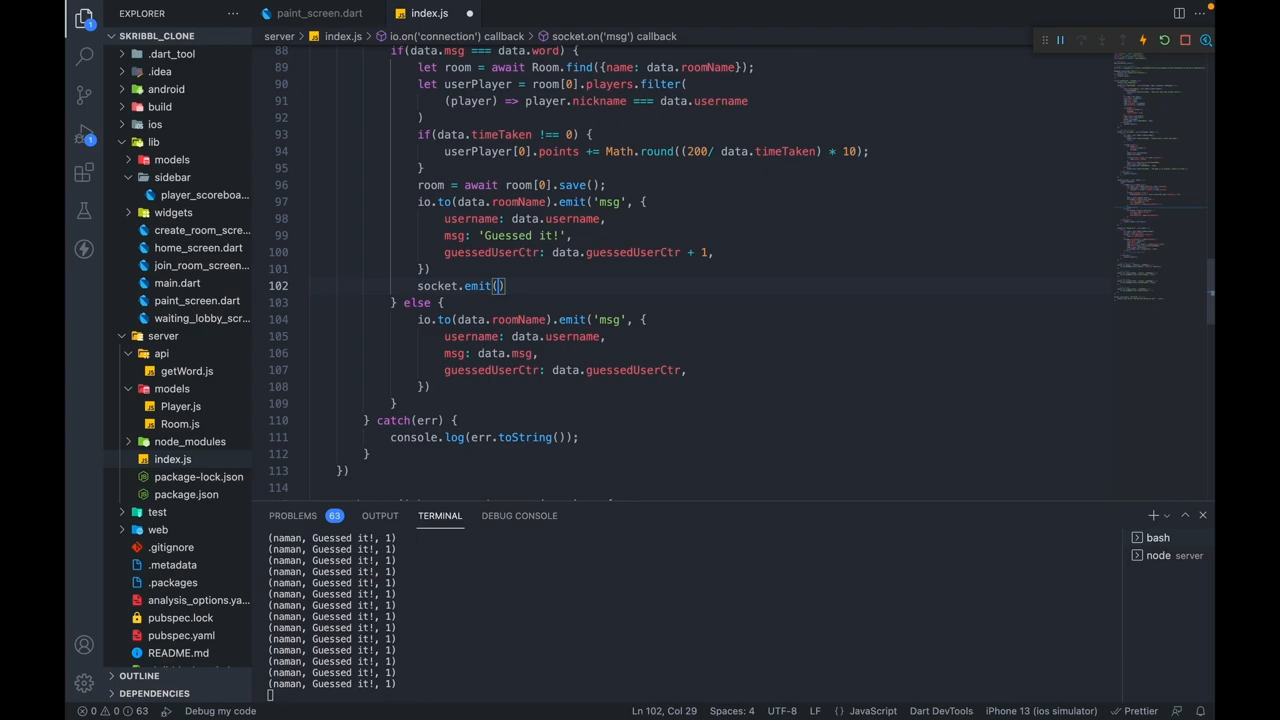 EXPLORER
paint_screen.dart
index.js
SKRIBBL_CLONE
server
index.js
io.on('connection') callback
socket.on('msg') callback
.dart_tool
.idea
android
build
ios
lib
models
sidebar
player_scoreboa...
widgets
create_room_scre...
home_screen.dart
join_room_screen...
main.dart
paint_screen.dart
waiting_lobby_scr...
server
api
getWord.js
models
Player.js
Room.js
node_modules
index.js
package-lock.json
package.json
test
web
.gitignore
.metadata
.packages
analysis_options.ya...
pubspec.lock
pubspec.yaml
README.md
OUTLINE
DEPENDENCIES
88 if(data.msg === data.word) {
89 let room = await Room.find({name: data.roomName});
90 let userPlayer = room[0].players.filter(
91 (player) => player.nickname === data.username
92 )
93 if(data.timeTaken !== 0) {
94 userPlayer[0].points += Math.round((200/ data.timeTaken) * 10);
95 }
96 room = await room[0].save();
97 io.to(data.roomName).emit('msg', {
98 username: data.username,
99 msg: 'Guessed it!',
100 guessedUserCtr: data.guessedUserCtr + 1,
101 })
102 socket.emit()
103 } else {
104 io.to(data.roomName).emit('msg', {
105 username: data.username,
106 msg: data.msg,
107 guessedUserCtr: data.guessedUserCtr,
108 })
109 }
110 } catch(err) {
111 console.log(err.toString());
112 }
113 })
114
PROBLEMS 63 OUTPUT TERMINAL DEBUG CONSOLE
(naman, Guessed it!, 1)
(naman, Guessed it!, 1)
(naman, Guessed it!, 1)
(naman, Guessed it!, 1)
(naman, Guessed it!, 1)
(naman, Guessed it!, 1)
(naman, Guessed it!, 1)
(naman, Guessed it!, 1)
(naman, Guessed it!, 1)
(naman, Guessed it!, 1)
(naman, Guessed it!, 1)
(naman, Guessed it!, 1)
(naman, Guessed it!, 1)
(naman, Guessed it!, 1)
bash
node server
0 0 63 Debug my code Ln 102, Col 29 Spaces: 4 UTF-8 LF JavaScript Dart DevTools iPhone 13 (ios simulator) Prettier